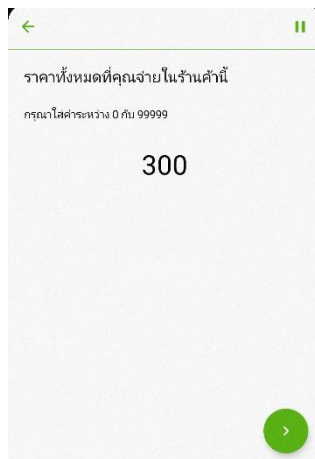 ราคาทั้งหมดที่คุณจ่ายในร้านค้านี้
กรุณาใส่ค่าระหว่าง 0 กับ 99999
300